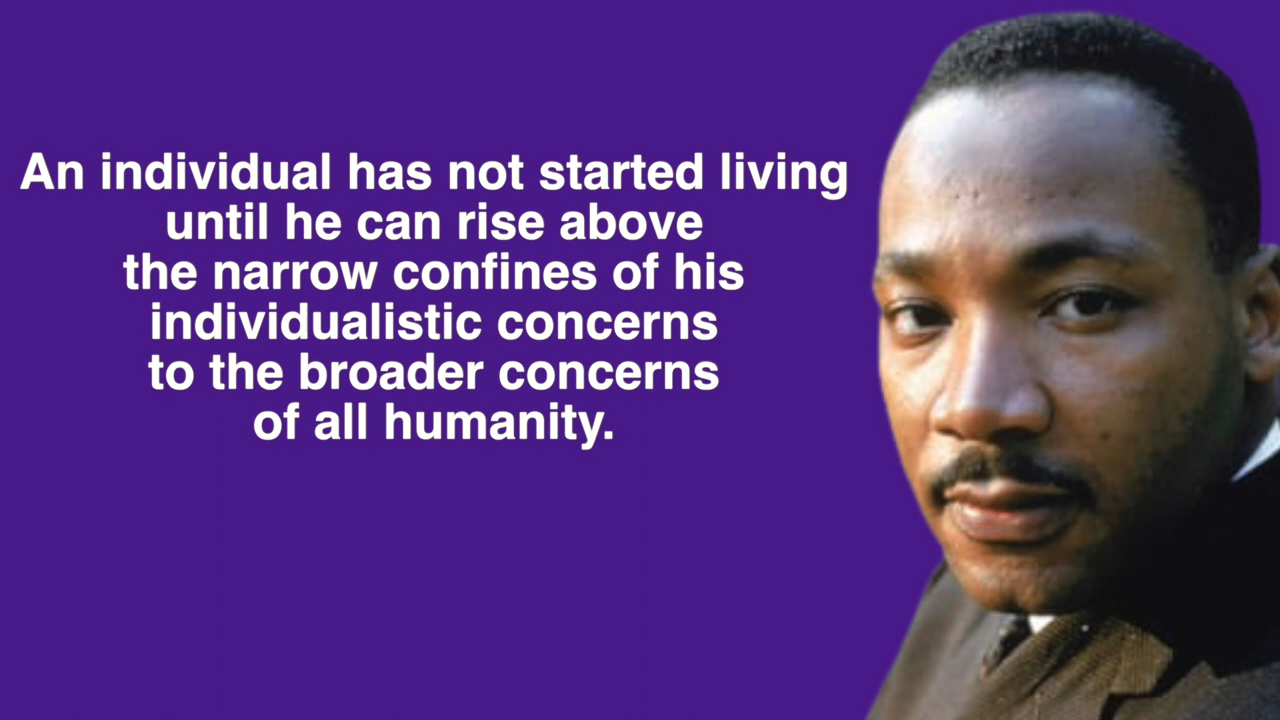 An individual has not started living
until he can rise above
the narrow confines of his
individualistic concerns
to the broader concerns
of all humanity.